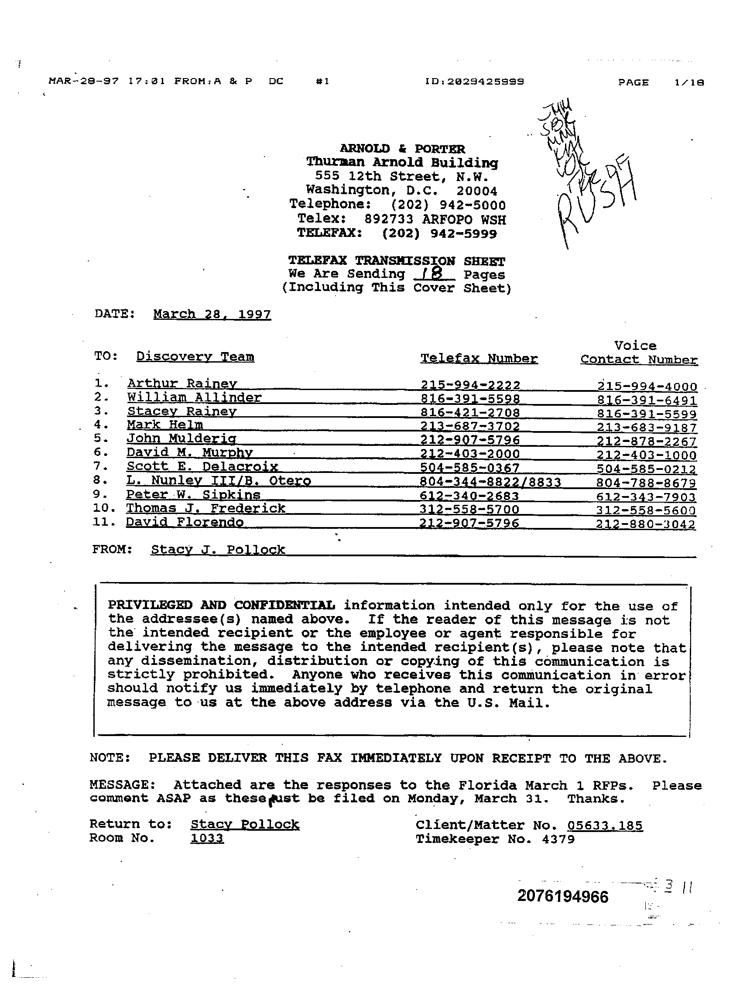 MAR-28-97 17:01 FROM:A & P DC #1 ID:2029425999 PAGE 1/18
RUSH
ARNOLD & PORTER
Thurman Arnold Building
555 12th Street, N.W.
Washington, D.C. 20004
Telephone: (202) 942-5000
Telex: 892733 ARFOPO WSH
TELEFAX: (202) 942-5999
TELEFAX TRANSMISSION SHEET
We Are Sending 18 Pages
(Including This Cover Sheet)
DATE: March 28, 1997
Voice
TO: Discovery Team Telefax Number Contact Number
1. Arthur Rainey 215-994-2222 215-994-4000
2. William Allinder 816-391-5598 816-391-6491
3. Stacey Rainey 816-421-2708 816-391-5599
4. Mark Helm 213-687-3702 213-683-9187
5. John Mulderig 212-907-5796 212-878-2267
6. David M. Murphy 212-403-2000 212-403-1000
7. Scott E. Delacroix 504-585-0367 504-585-0212
8. L. Nunley III/B. Otero 804-344-8822/8833 804-788-8679
9. Peter W. Sipkins 612-340-2683 612-343-7903
10. Thomas J. Frederick 312-558-5700 312-558-5600
11. David Florendo 212-907-5796 212-880-3042
FROM: Stacy J. Pollock
PRIVILEGED AND CONFIDENTIAL information intended only for the use of
the addressee(s) named above. If the reader of this message is not
the intended recipient or the employee or agent responsible for
delivering the message to the intended recipient(s), please note that
any dissemination, distribution or copying of this communication is
strictly prohibited. Anyone who receives this communication in error
should notify us immediately by telephone and return the original
message to us at the above address via the U.S. Mail.
NOTE: PLEASE DELIVER THIS FAX IMMEDIATELY UPON RECEIPT TO THE ABOVE.
MESSAGE: Attached are the responses to the Florida March 1 RFPs. Please
comment ASAP as these must be filed on Monday, March 31. Thanks.
Return to: Stacy Pollock Client/Matter No. 05633.185
Room No. 1033 Timekeeper No. 4379
2076194966